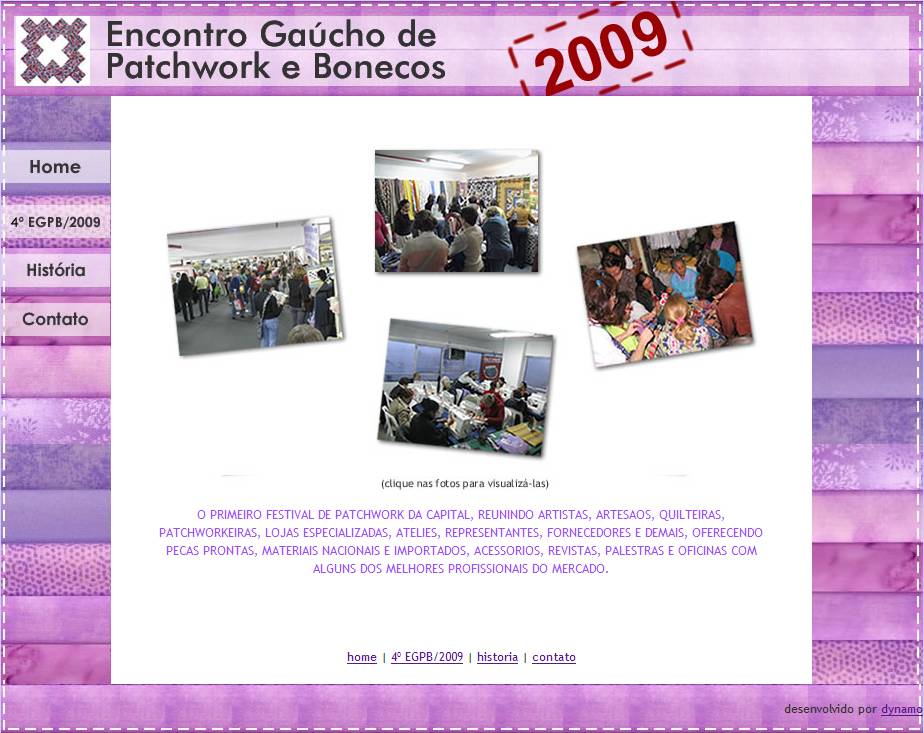 Encontro Gaúcho de
Patchwork e Bonecos
2009
Home
4º EGPB/2009
História
Contato
(clique nas fotos para visualizá-las)
O PRIMEIRO FESTIVAL DE PATCHWORK DA CAPITAL, REUNINDO ARTISTAS, ARTESAOS, QUILTEIRAS,
PATCHWORKEIRAS, LOJAS ESPECIALIZADAS, ATELIES, REPRESENTANTES, FORNECEDORES E DEMAIS, OFERECENDO
PECAS PRONTAS, MATERIAIS NACIONAIS E IMPORTADOS, ACESSORIOS, REVISTAS, PALESTRAS E OFICINAS COM
ALGUNS DOS MELHORES PROFISSIONAIS DO MERCADO.
home | 4º EGPB/2009 | historia | contato
desenvolvido por dynamo